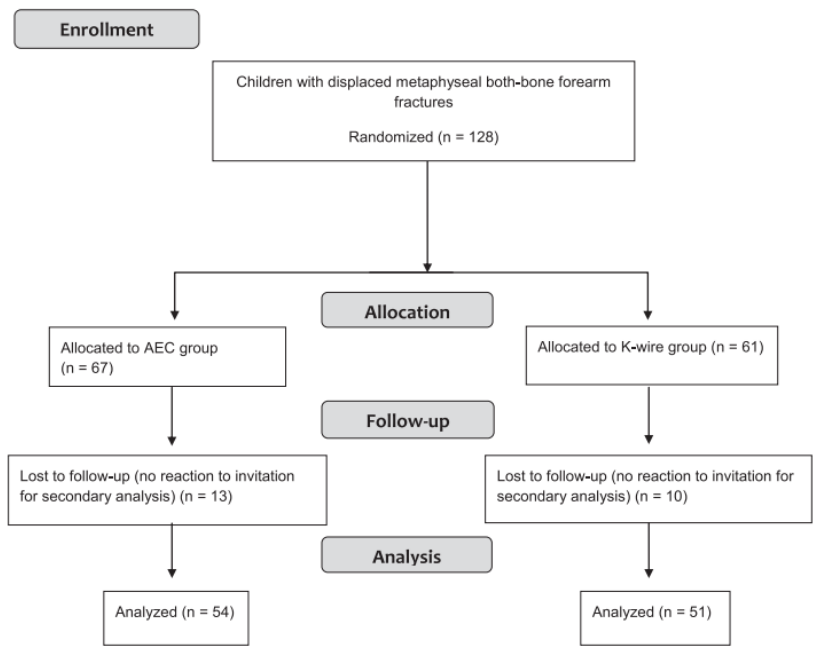 Enrollment
Children with displaced metaphyseal both-bone forearm
fractures
Randomized (n = 128)
Allocation
Allocated to AEC group
(n = 67)
Allocated to K-wire group (n = 61)
Follow-up
Lost to follow-up (no reaction to invitation
for secondary analysis) (n = 13)
Lost to follow-up (no reaction to invitation for
secondary analysis) (n = 10)
Analysis
Analyzed (n = 54)
Analyzed (n = 51)